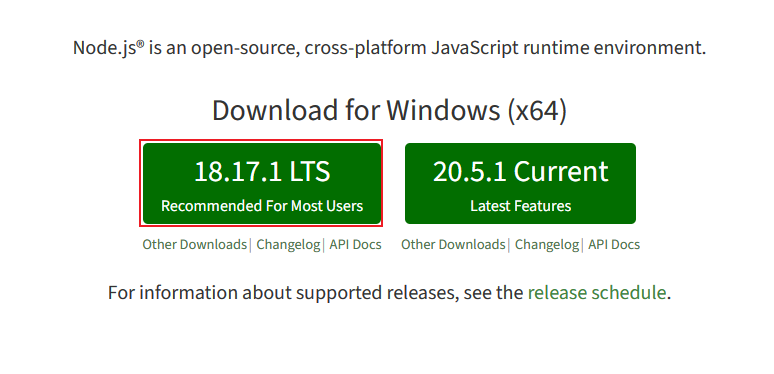 Node.js® is an open-source, cross-platform JavaScript runtime environment.
Download for Windows (x64)
18.17.1 LTS
Recommended For Most Users
20.5.1 Current
Latest Features
Other Downloads | Changelog | API Docs
Other Downloads | Changelog | API Docs
For information about supported releases, see the release schedule.